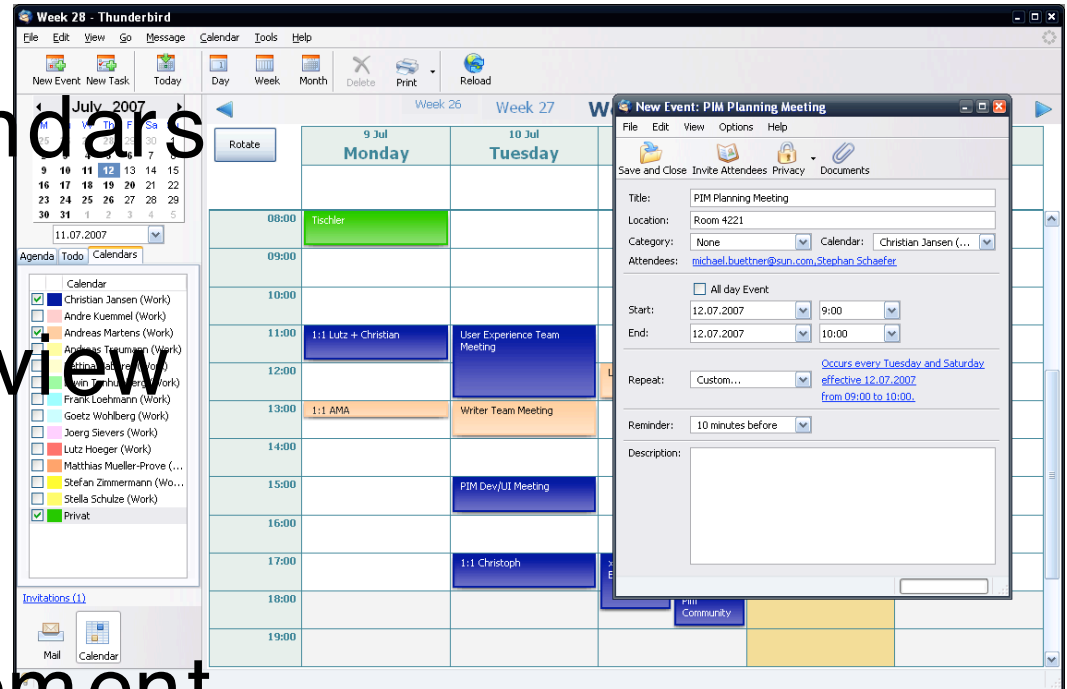 Week 28 - Thunderbird
File Edit View Go Message Calendar Tools Help
New Event New Task Today Day Week Month Delete Print Reload
July 2007
ndars
9 10 11 12 13 14 15
16 17 18 19 20 21 22
23 24 25 26 27 28 29
30 31 1 2 3 4 5
11.07.2007
Agenda Todo Calendars
Calendar
Christian Jansen (Work)
Andre Kuemmel (Work)
Andreas Martens (Work)
Andreas Treumann (Work)
view
Frank Loehmann (Work)
Goetz Wohlberg (Work)
Joerg Sievers (Work)
Lutz Hoeger (Work)
Matthias Mueller-Prove (...
Stefan Zimmermann (Wo...
Stella Schulze (Work)
Privat
Invitations (1)
Mail Calendar
ement
Week 26 Week 27
Rotate
9 Jul
Monday
10 Jul
Tuesday
08:00 Tischler
09:00
10:00
11:00 1:1 Lutz + Christian User Experience Team
Meeting
12:00
13:00 1:1 AMA Writer Team Meeting
14:00
15:00 PIM Dev/UI Meeting
16:00
17:00 1:1 Christoph
18:00
Community
19:00
New Event: PIM Planning Meeting
File Edit View Options Help
Save and Close Invite Attendees Privacy Documents
Title: PIM Planning Meeting
Location: Room 4221
Category: None Calendar: Christian Jansen (...
Attendees: michael.buettner@sun.com,Stephan Schaefer
All day Event
Start: 12.07.2007 9:00
End: 12.07.2007 10:00
Repeat: Custom... Occurs every Tuesday and Saturday
effective 12.07.2007
from 09:00 to 10:00.
Reminder: 10 minutes before
Description: